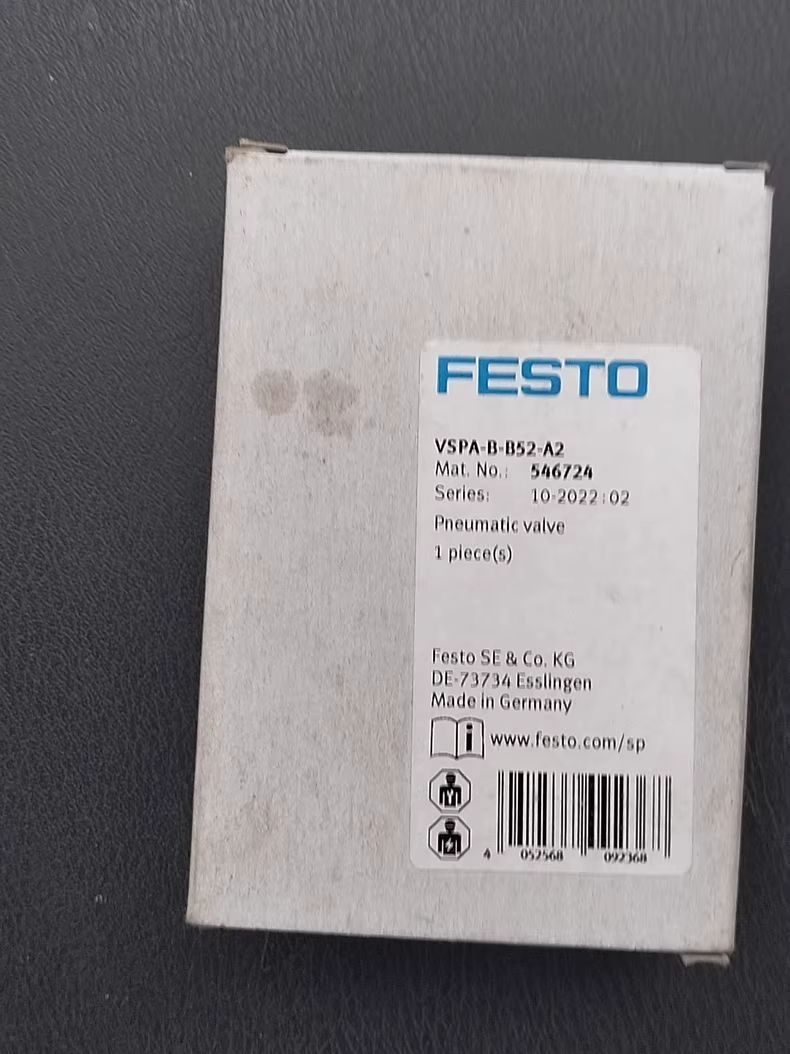 FESTO
VSPA-B-B52-A2
Mat. No.: 546724
Series: 10-2022:02
Pneumatic valve
1 piece(s)
Festo SE & Co. KG
DE-73734 Esslingen
Made in Germany
i www.festo.com/sp
4 052568 092368